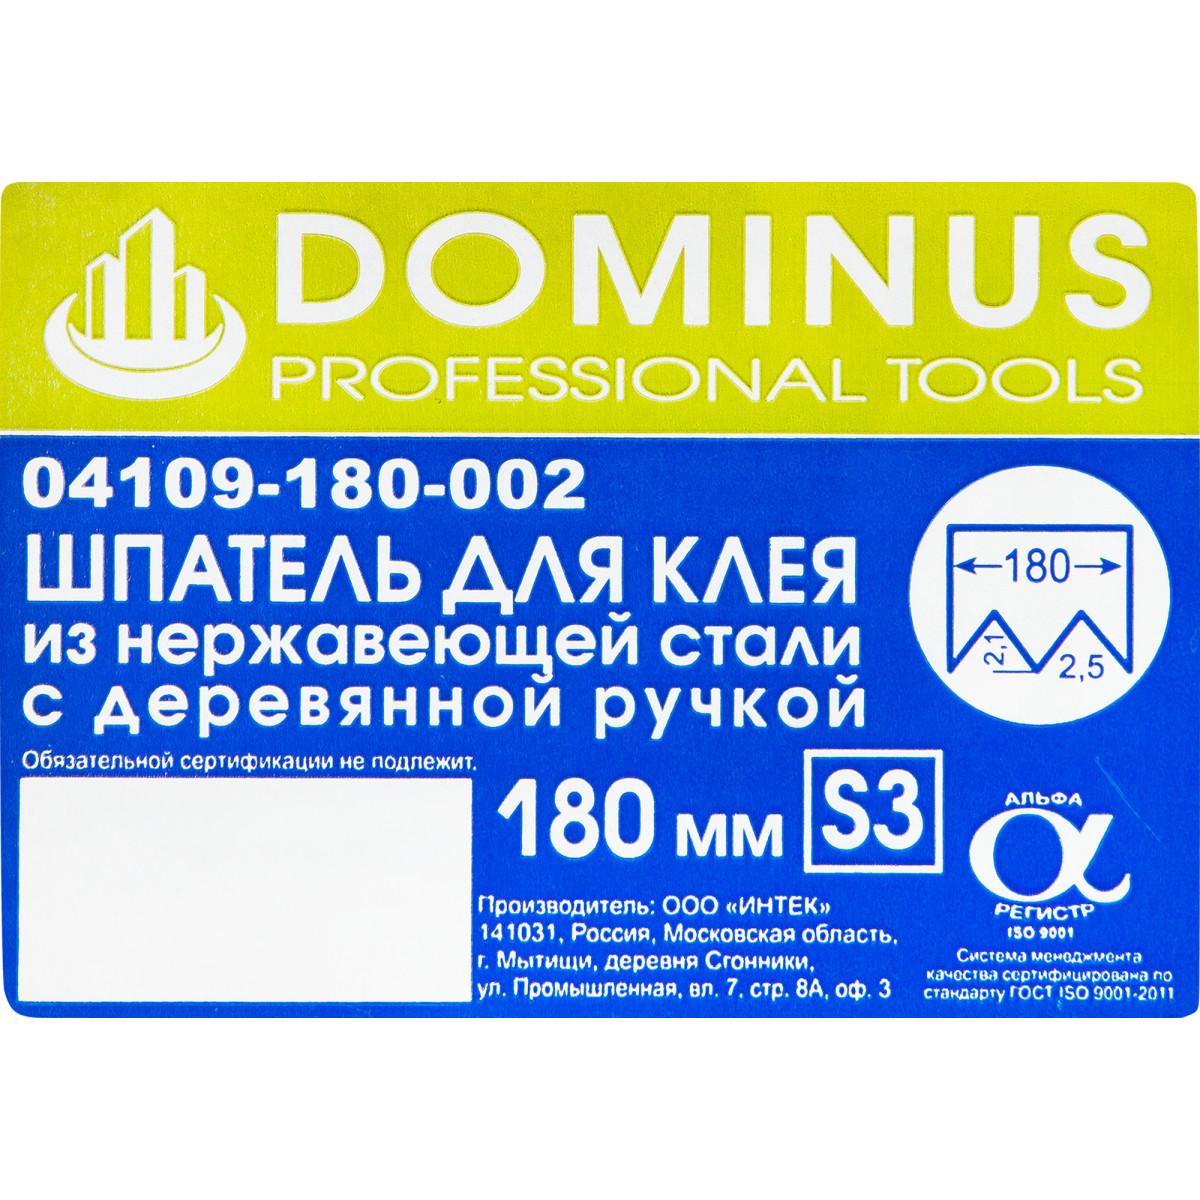 DOMINUS
PROFESSIONAL TOOLS
04109-180-002
ШПАТЕЛЬ ДЛЯ КЛЕЯ
из нержавеющей стали
с деревянной ручкой
180
2,1
2,5
Обязательной сертификации не подлежит.
180 мм
S3
Производитель: ООО «ИНТЕК»
141031, Россия, Московская область,
г. Мытищи, деревня Сгонники,
ул. Промышленная, вл. 7, стр. 8А, оф. 3
АЛЬФА
РЕГИСТР
ISO 9001
Система менеджмента
качества сертифицирована по
стандарту ГОСТ ISO 9001-2011